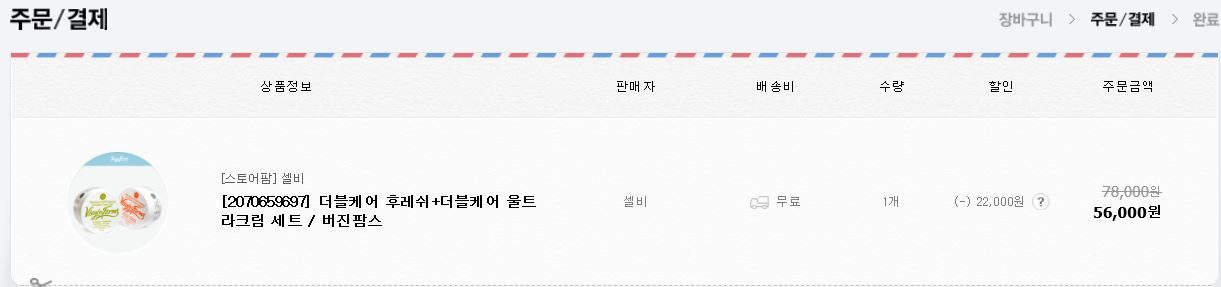 주문/결제
장바구니 > 주문/결제 > 완료
상품정보 판매자 배송비 수량 할인 주문금액
[스토어팜] 셀비
[2070659697] 더블케어 후레쉬+더블케어 울트
라크림 세트 / 버진팜스
셀비 무료 1개 (-) 22,000원 ? 78,000원
56,000원